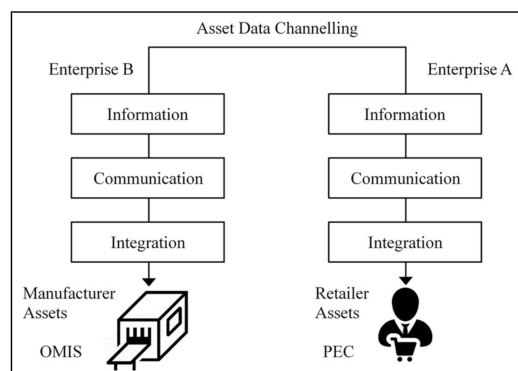 Asset Data Channelling
Enterprise B
Enterprise A
Information
Information
Communication
Communication
Integration
Integration
Manufacturer
Assets
Retailer
Assets
OMIS
PEC